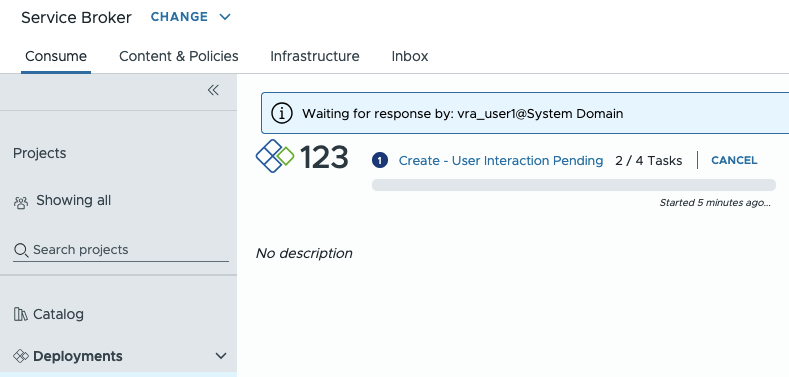 Service Broker CHANGE
Consume Content & Policies Infrastructure Inbox
Waiting for response by: vra_user1@System Domain
123
1 Create - User Interaction Pending 2 / 4 Tasks CANCEL
Started 5 minutes ago...
No description
Projects
Showing all
Search projects
Catalog
Deployments